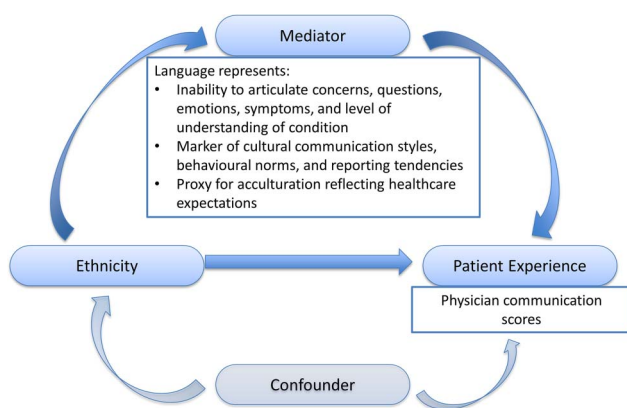 Mediator
Language represents:
• Inability to articulate concerns, questions,
emotions, symptoms, and level of
understanding of condition
• Marker of cultural communication styles,
behavioural norms, and reporting tendencies
• Proxy for acculturation reflecting healthcare
expectations
Ethnicity
Patient Experience
Physician communication
scores
Confounder